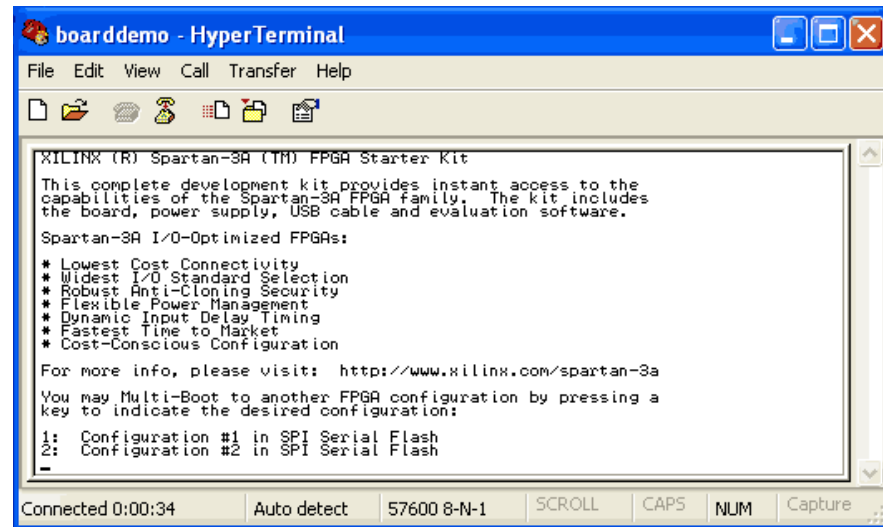 boarddemo - HyperTerminal
File Edit View Call Transfer Help
XILINX (R) Spartan-3A (TM) FPGA Starter Kit
This complete development kit provides instant access to the
capabilities of the Spartan-3A FPGA family. The kit includes
the board, power supply, USB cable and evaluation software.
Spartan-3A I/O-Optimized FPGAs:
* Lowest Cost Connectivity
* Widest I/O Standard Selection
* Robust Anti-Cloning Security
* Flexible Power Management
* Dynamic Input Delay Timing
* Fastest Time to Market
* Cost-Conscious Configuration
For more info, please visit: http://www.xilinx.com/spartan-3a
You may Multi-Boot to another FPGA configuration by pressing a
key to indicate the desired configuration:
1: Configuration #1 in SPI Serial Flash
2: Configuration #2 in SPI Serial Flash
Connected 0:00:34 Auto detect 57600 8-N-1 SCROLL CAPS NUM Capture